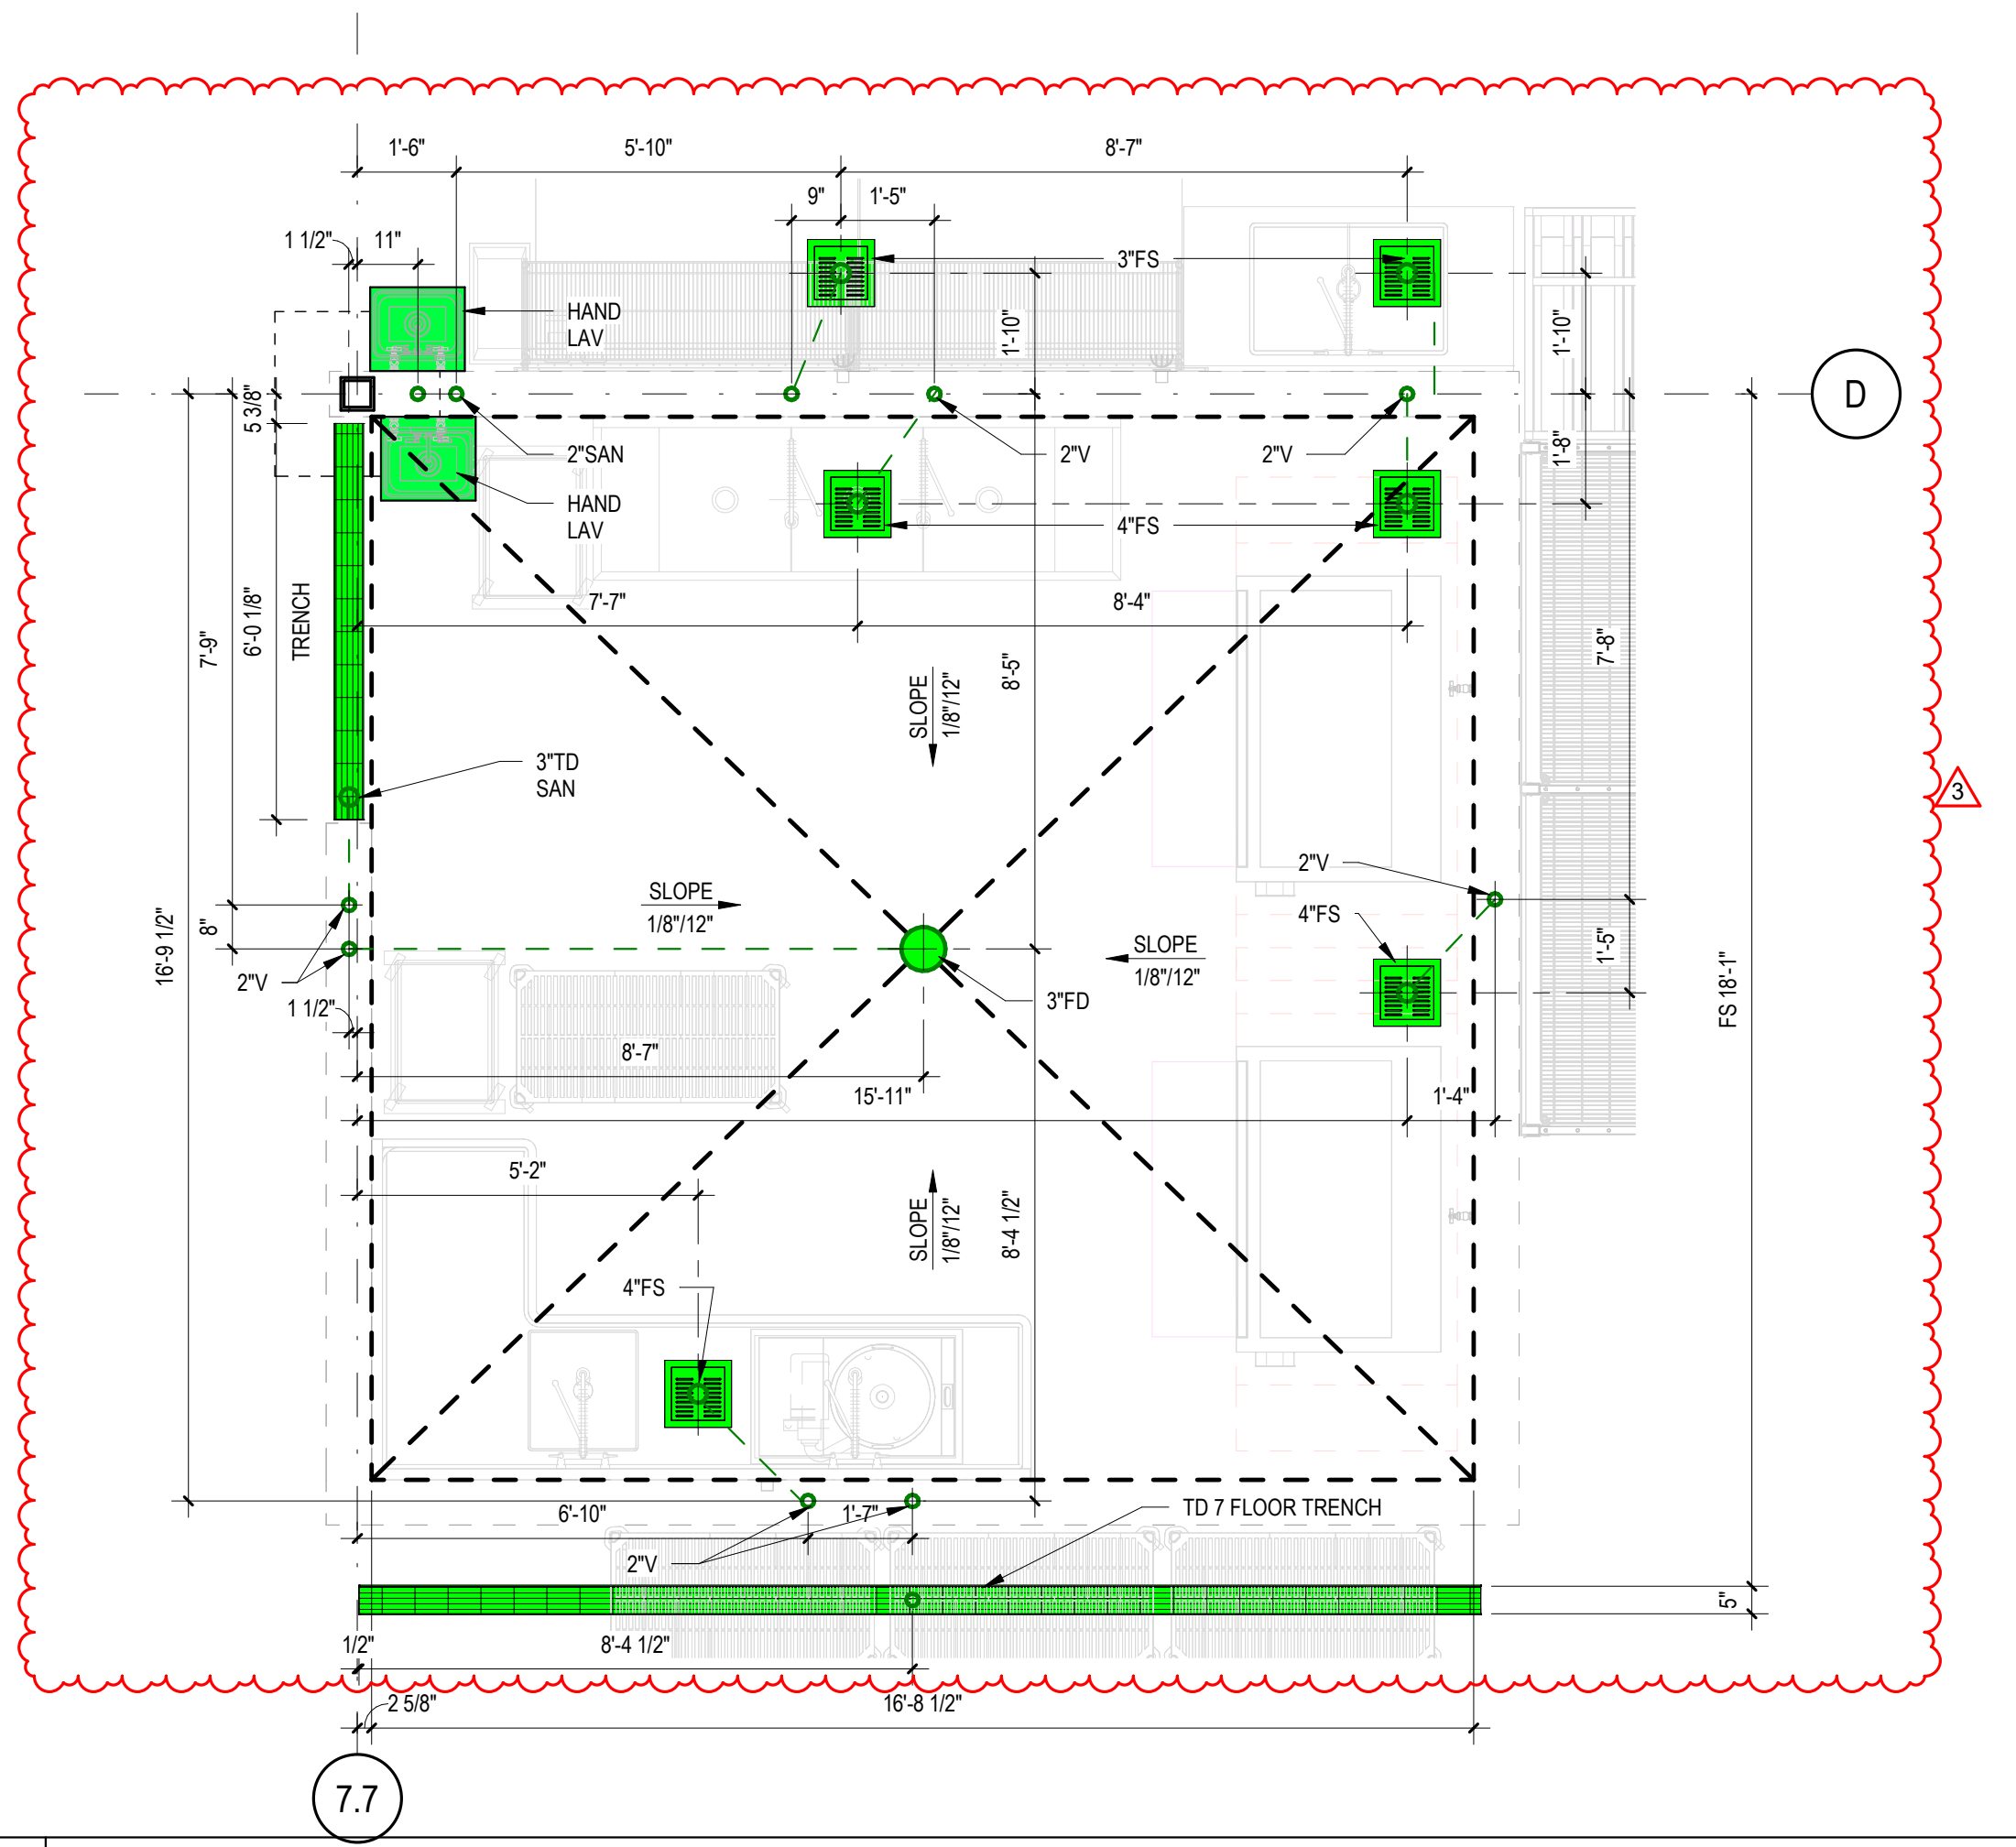 1'-6"
5'-10"
8'-7"
9"
1'-5"
1 1/2"
11"
3"FS
HAND
LAV
1'-10"
1'-10"
5 3/8"
D
2"SAN
2"V
2"V
1'-8"
HAND
LAV
4"FS
7'-7"
8'-4"
7'-9"
6'-0 1/8"
TRENCH
8'-5"
7'-8"
SLOPE
1/8"/12"
3"TD
SAN
3
2"V
SLOPE
1/8"/12"
4"FS
16'-9 1/2"
8"
SLOPE
1/8"/12"
1'-5"
2"V
1 1/2"
3"FD
FS 18'-1"
8'-7"
15'-11"
1'-4"
5'-2"
SLOPE
1/8"/12"
8'-4 1/2"
4"FS
6'-10"
1'-7"
TD 7 FLOOR TRENCH
2"V
5"
1/2"
8'-4 1/2"
2 5/8"
16'-8 1/2"
7.7